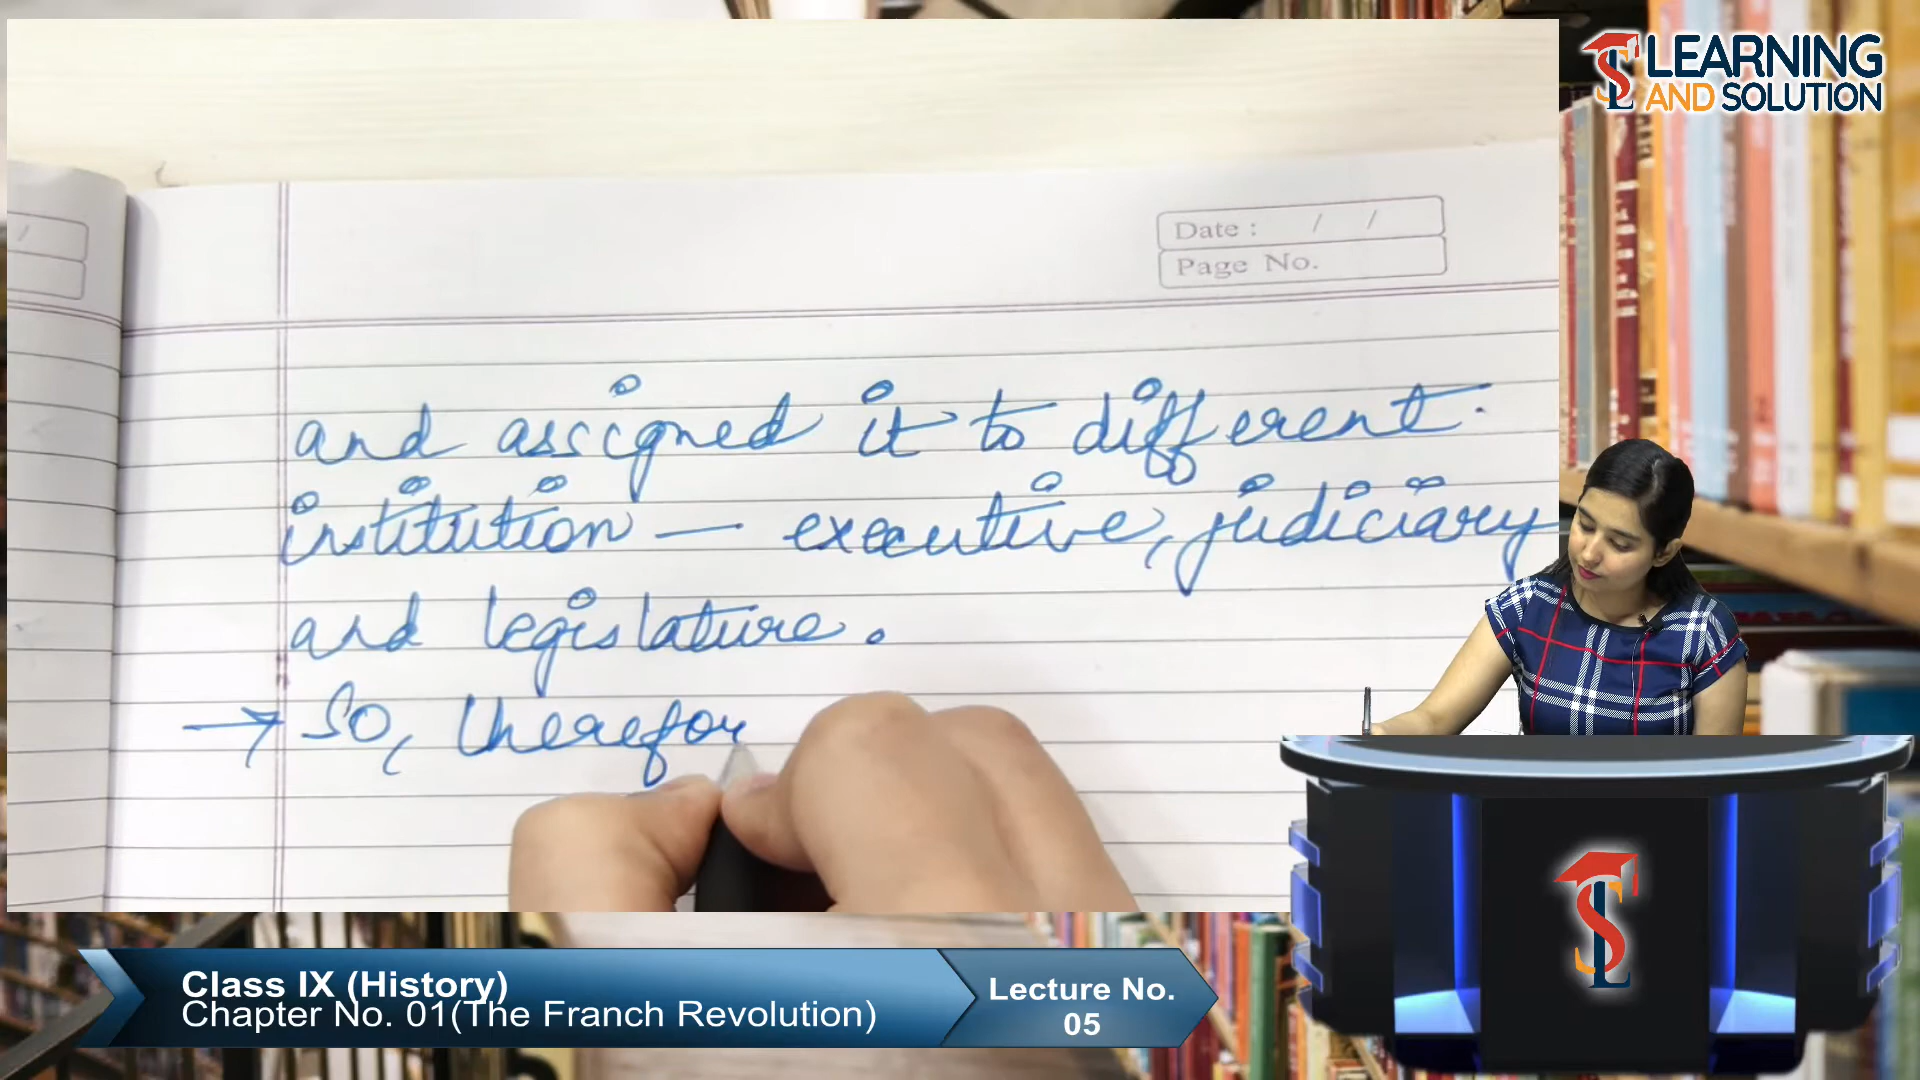 LEARNING
AND SOLUTION
Date : / /
Page No.
and assigned it to different.
institution — executive, judiciary
and legislature.
→ So, therefor
Class IX (History)
Chapter No. 01(The Franch Revolution)
Lecture No.
05